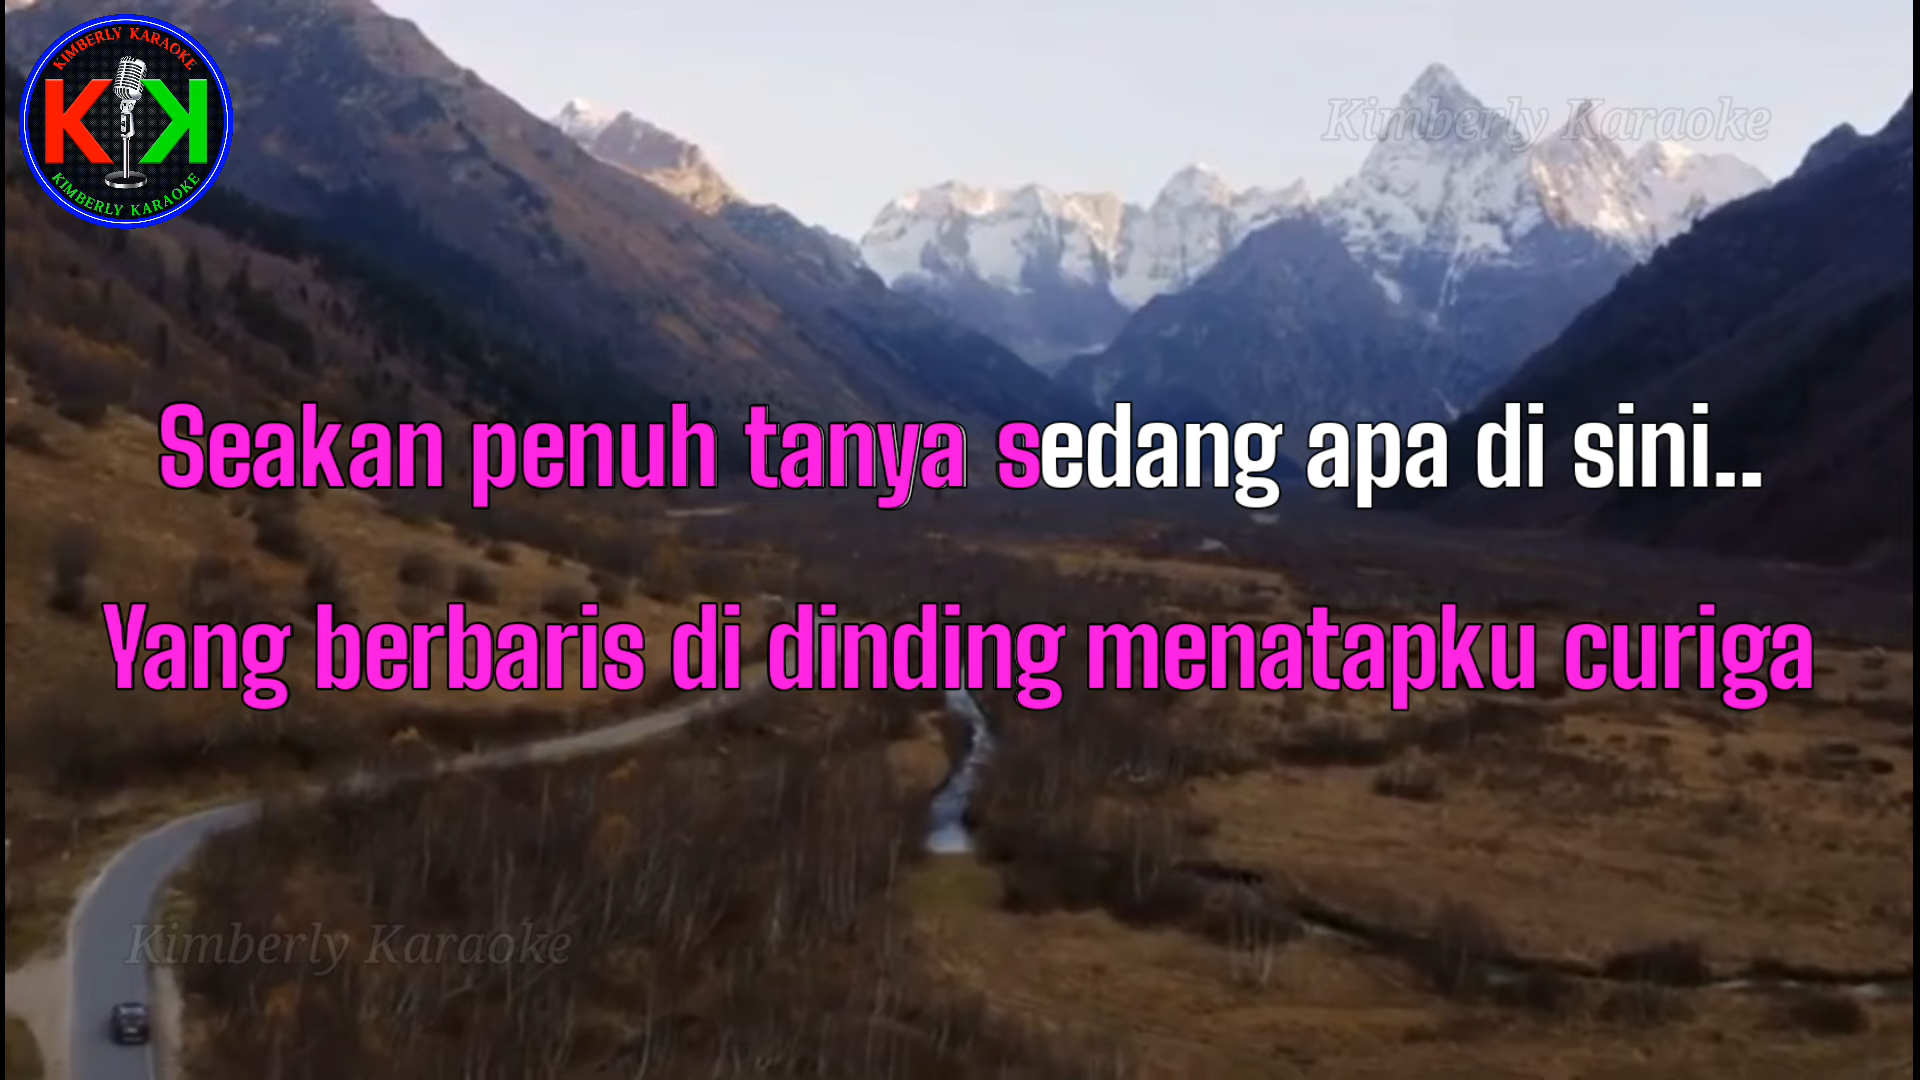 KIMBERLY KARAOKE
KK
KIMBERLY KARAOKE
Kimberly Karaoke
Seakan penuh tanya sedang apa di sini..
Yang berbaris di dinding menatapku curiga
Kimberly Karaoke